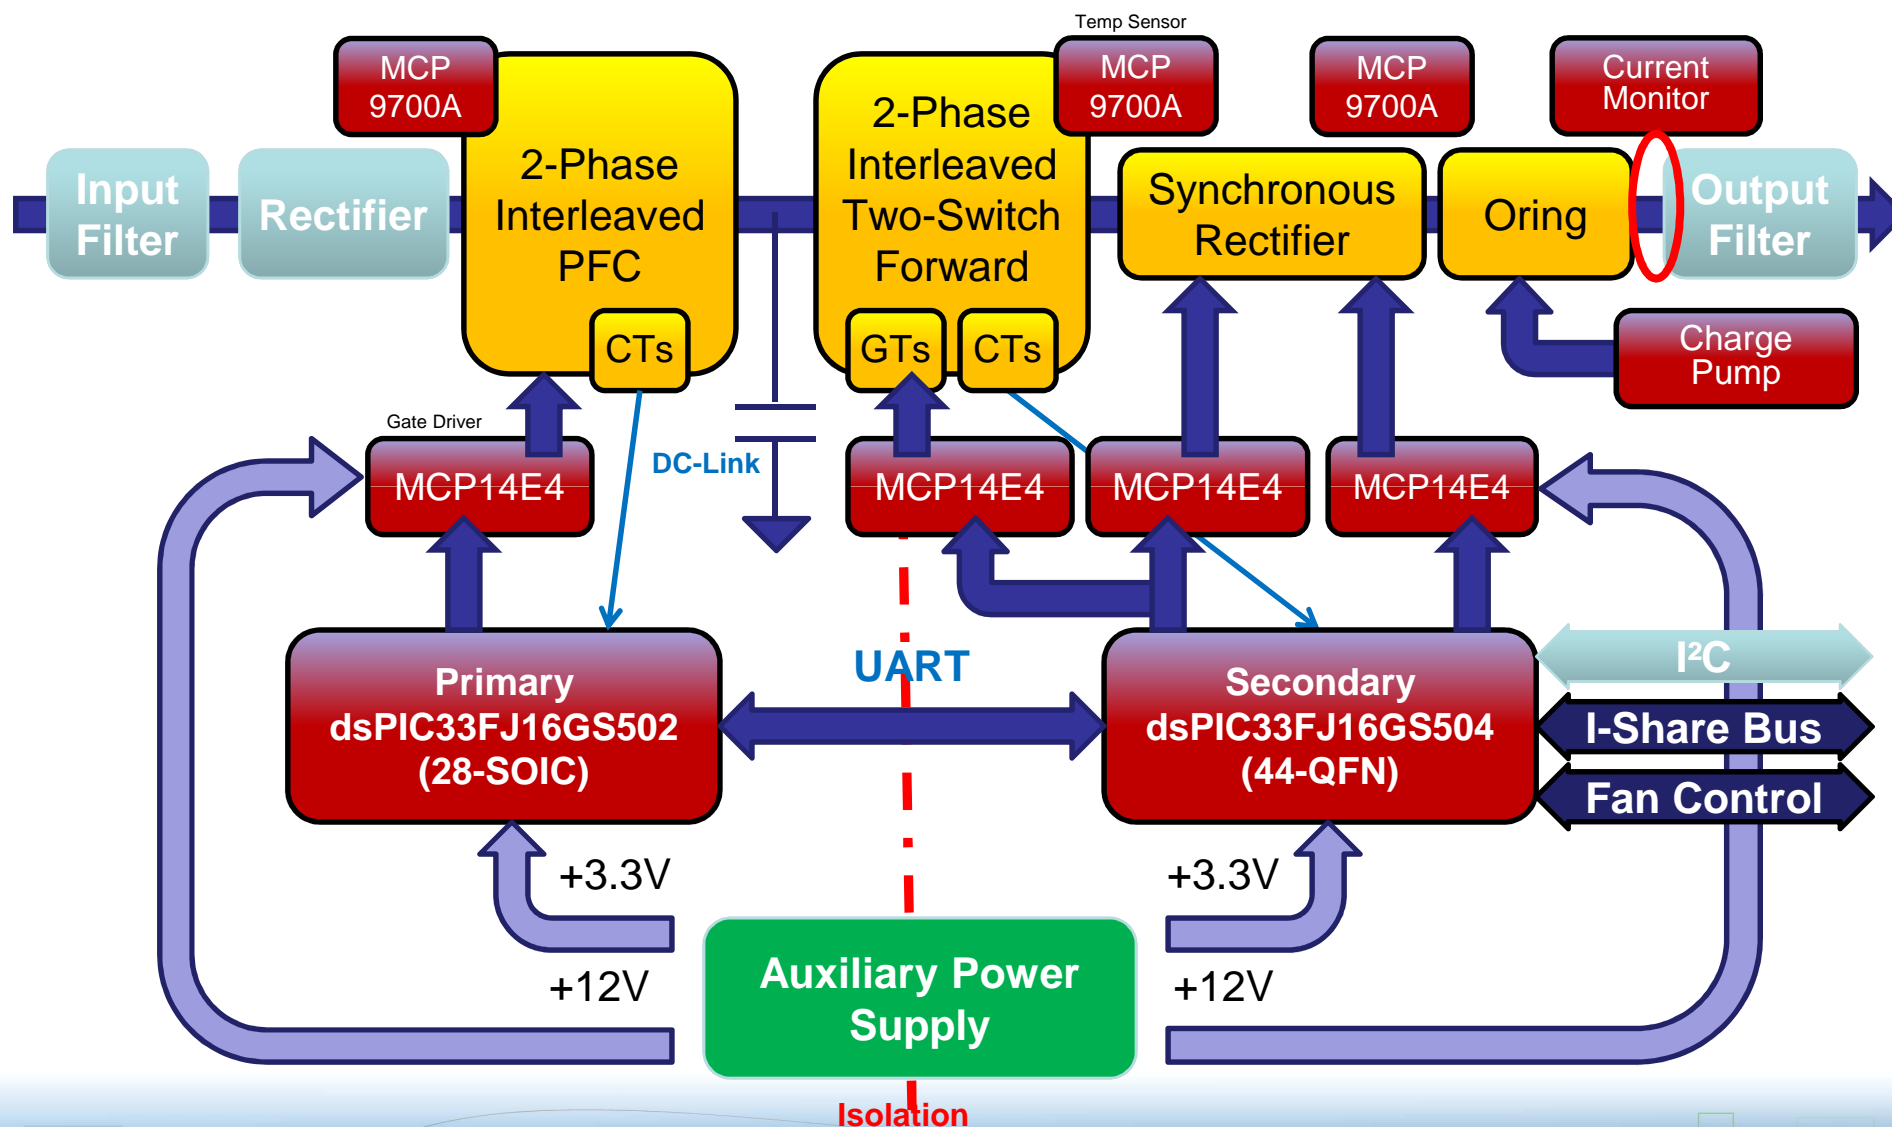 Temp Sensor
MCP
9700A
MCP
9700A
MCP
9700A
Current
Monitor
Input
Filter
Rectifier
2-Phase
Interleaved
PFC
CTs
2-Phase
Interleaved
Two-Switch
Forward
GTs
CTs
Synchronous
Rectifier
Oring
Output
Filter
Charge
Pump
Gate Driver
DC-Link
MCP14E4
MCP14E4
MCP14E4
MCP14E4
Primary
dsPIC33FJ16GS502
(28-SOIC)
UART
Secondary
dsPIC33FJ16GS504
(44-QFN)
I²C
I-Share Bus
Fan Control
+3.3V
+3.3V
+12V
+12V
Auxiliary Power
Supply
Isolation